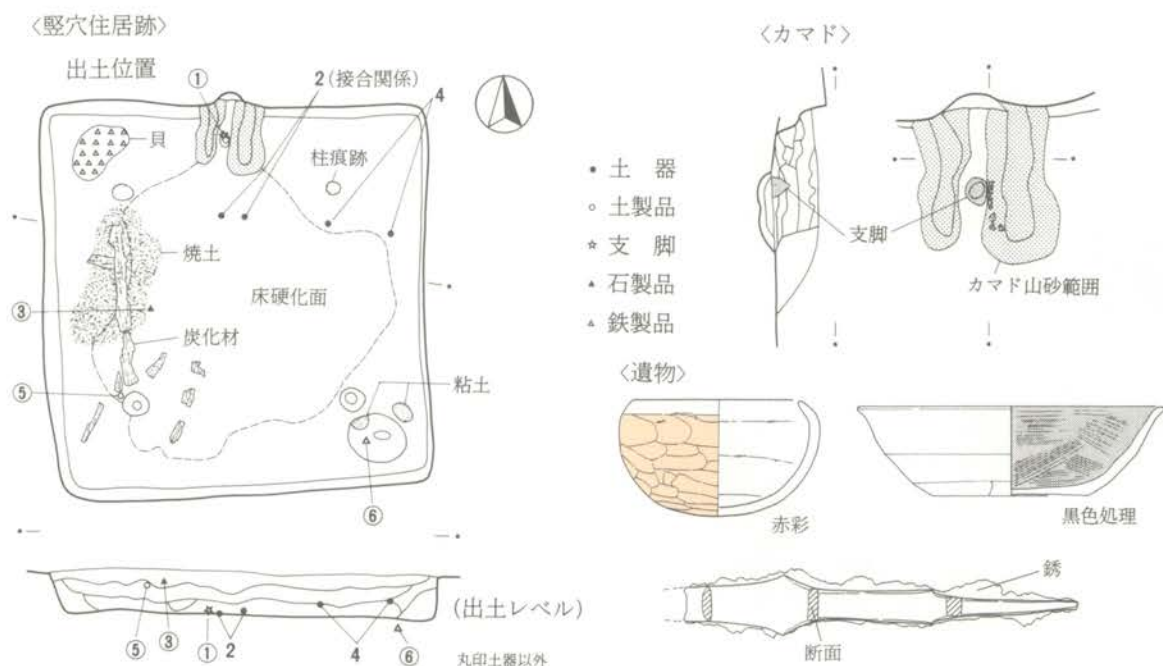 〈竪穴住居跡〉
出土位置
① 2(接合関係) 4
貝
柱痕跡
焼土
床硬化面
③
炭化材
⑤
粘土
⑥
⑤ ③ ① 2 4 ⑥
(出土レベル)
丸印土器以外
● 土 器
○ 土製品
☆ 支 脚
▲ 石製品
△ 鉄製品
〈カマド〉
支脚
カマド山砂範囲
〈遺物〉
赤彩
黒色処理
錆
断面